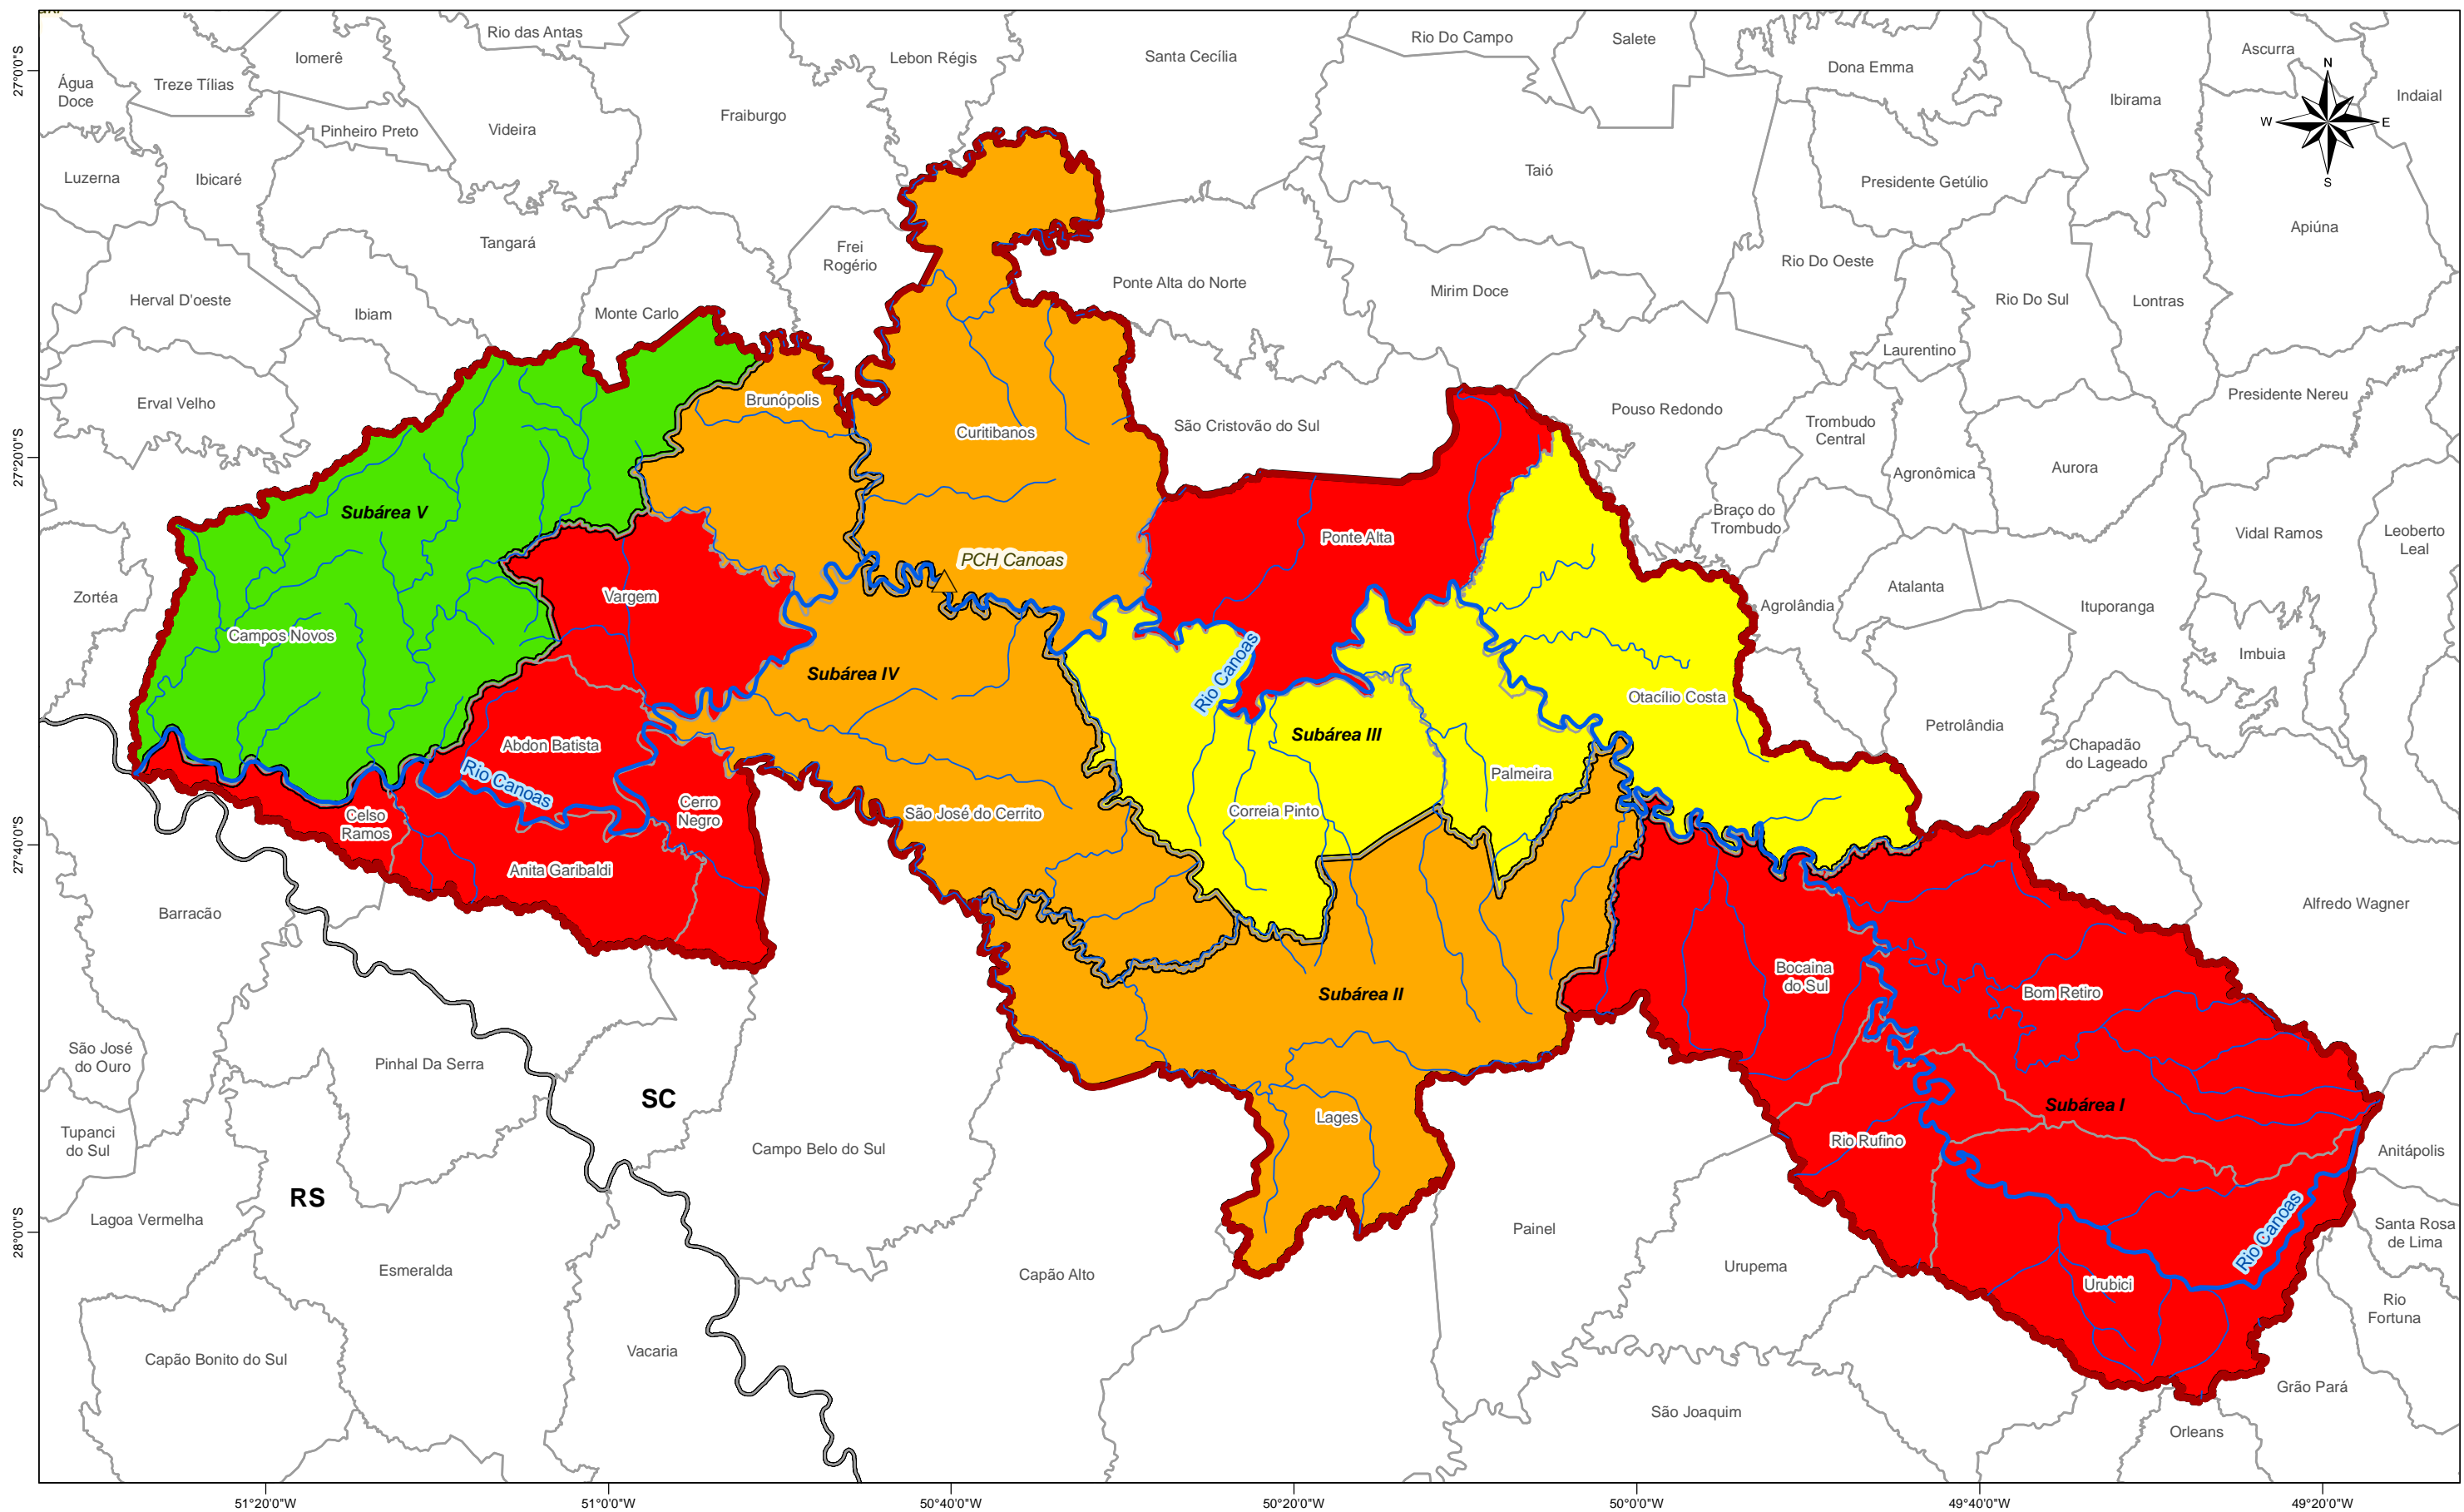 Rio das Antas
Iomerê
Lebon Régis
Santa Cecília
Rio Do Campo
Salete
Ascurra
N
27°0'0"S
Água
Doce
Treze Tílias
Dona Emma
Indaial
Ibirama
Fraiburgo
Pinheiro Preto
Videira
W
E
Luzerna
Ibicaré
Taió
Presidente Getúlio
S
Apiúna
Tangará
Frei
Rogério
Rio Do Oeste
Ponte Alta do Norte
Mirim Doce
Herval D'oeste
Ibiam
Monte Carlo
Rio Do Sul
Lontras
Laurentino
Erval Velho
Brunópolis
Presidente Nereu
Pouso Redondo
São Cristovão do Sul
Trombudo
Central
Curitibanos
27°20'0"S
Agronômica
Aurora
Subárea V
Braço do
Trombudo
Ponte Alta
Vidal Ramos
Leoberto
Leal
PCH Canoas
Zortéa
Vargem
Agrolândia
Atalanta
Ituporanga
Campos Novos
Imbuia
Subárea IV
Rio Canoas
Otacílio Costa
Petrolândia
Subárea III
Abdon Batista
Chapadão
do Lageado
Rio Canoas
Palmeira
Cerro
Negro
Celso
Ramos
São José do Cerrito
Correia Pinto
27°40'0"S
Anita Garibaldi
Barracão
Alfredo Wagner
Bocaina
do Sul
Bom Retiro
Subárea II
São José
do Ouro
Pinhal Da Serra
SC
Subárea I
Lages
Tupanci
do Sul
Campo Belo do Sul
Rio Rufino
Anitápolis
RS
Lagoa Vermelha
Painel
Rio Canoas
Santa Rosa
de Lima
28°0'0"S
Esmeralda
Capão Alto
Urupema
Urubici
Rio
Fortuna
Capão Bonito do Sul
Vacaria
Grão Pará
São Joaquim
Orleans
51°20'0"W
51°0'0"W
50°40'0"W
50°20'0"W
50°0'0"W
49°40'0"W
49°20'0"W